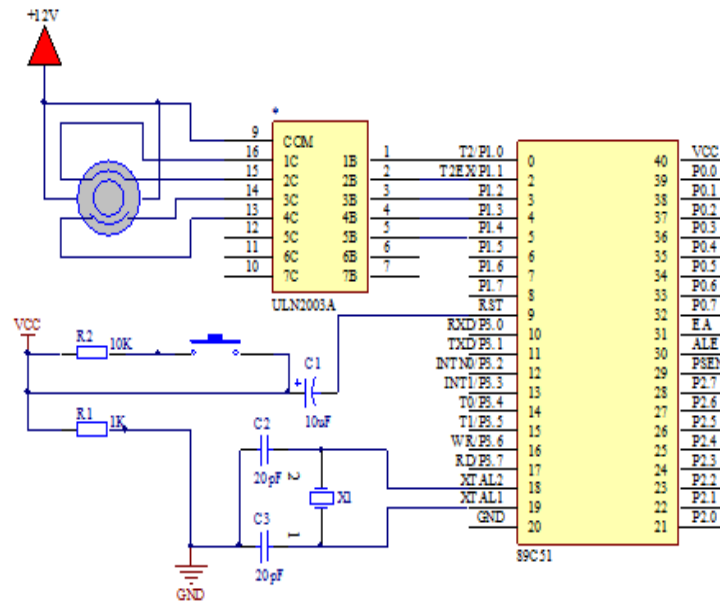 +12V
*
9 COM
16 1C 1B 1 T2/P1.0 0 40 VCC
15 2C 2B 2 T2EX/P1.1 2 39 P0.0
14 3C 3B 3 P1.2 3 38 P0.1
13 4C 4B 4 P1.3 4 37 P0.2
12 5C 5B 5 P1.4 5 36 P0.3
11 6C 6B 6 P1.5 6 35 P0.4
10 7C 7B 7 P1.6 7 34 P0.5
ULN2003A
P1.7 8 33 P0.6
RST 9 32 P0.7
RXD/P3.0 10 31 EA
TXD/P3.1 11 30 ALE
INTN0/P3.2 12 29 PSEN
INT1/P3.3 13 28 P2.7
T0/P3.4 14 27 P2.6
T1/P3.5 15 26 P2.5
WR/P3.6 16 25 P2.4
RD/P3.7 17 24 P2.3
XTAL2 18 23 P2.2
XTAL1 19 22 P2.1
GND 20 21 P2.0
89C51
VCC
R2 10K
+ C1
10uF
R1 1K
C2
20pF
2 X1 1
C3
20pF
GND